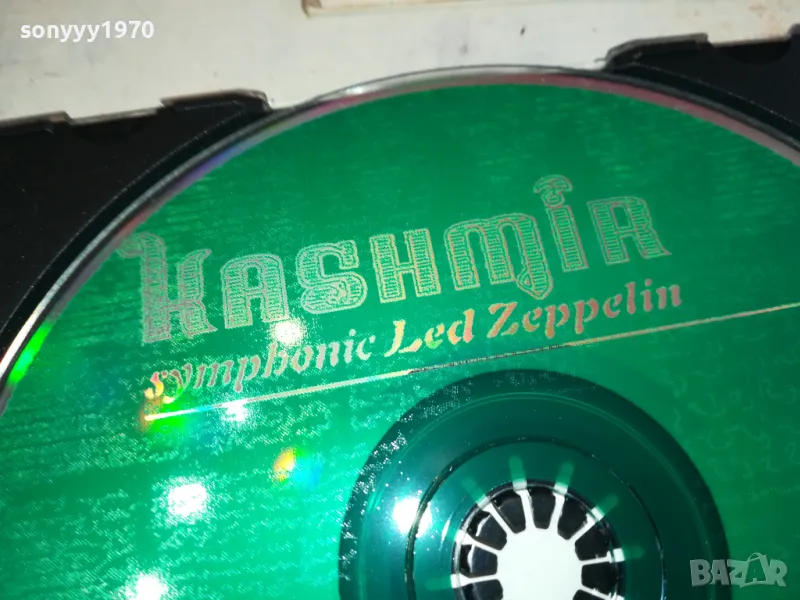 sonyyy1970
KASHMIR
symphonic Led Zeppelin
BAZAR